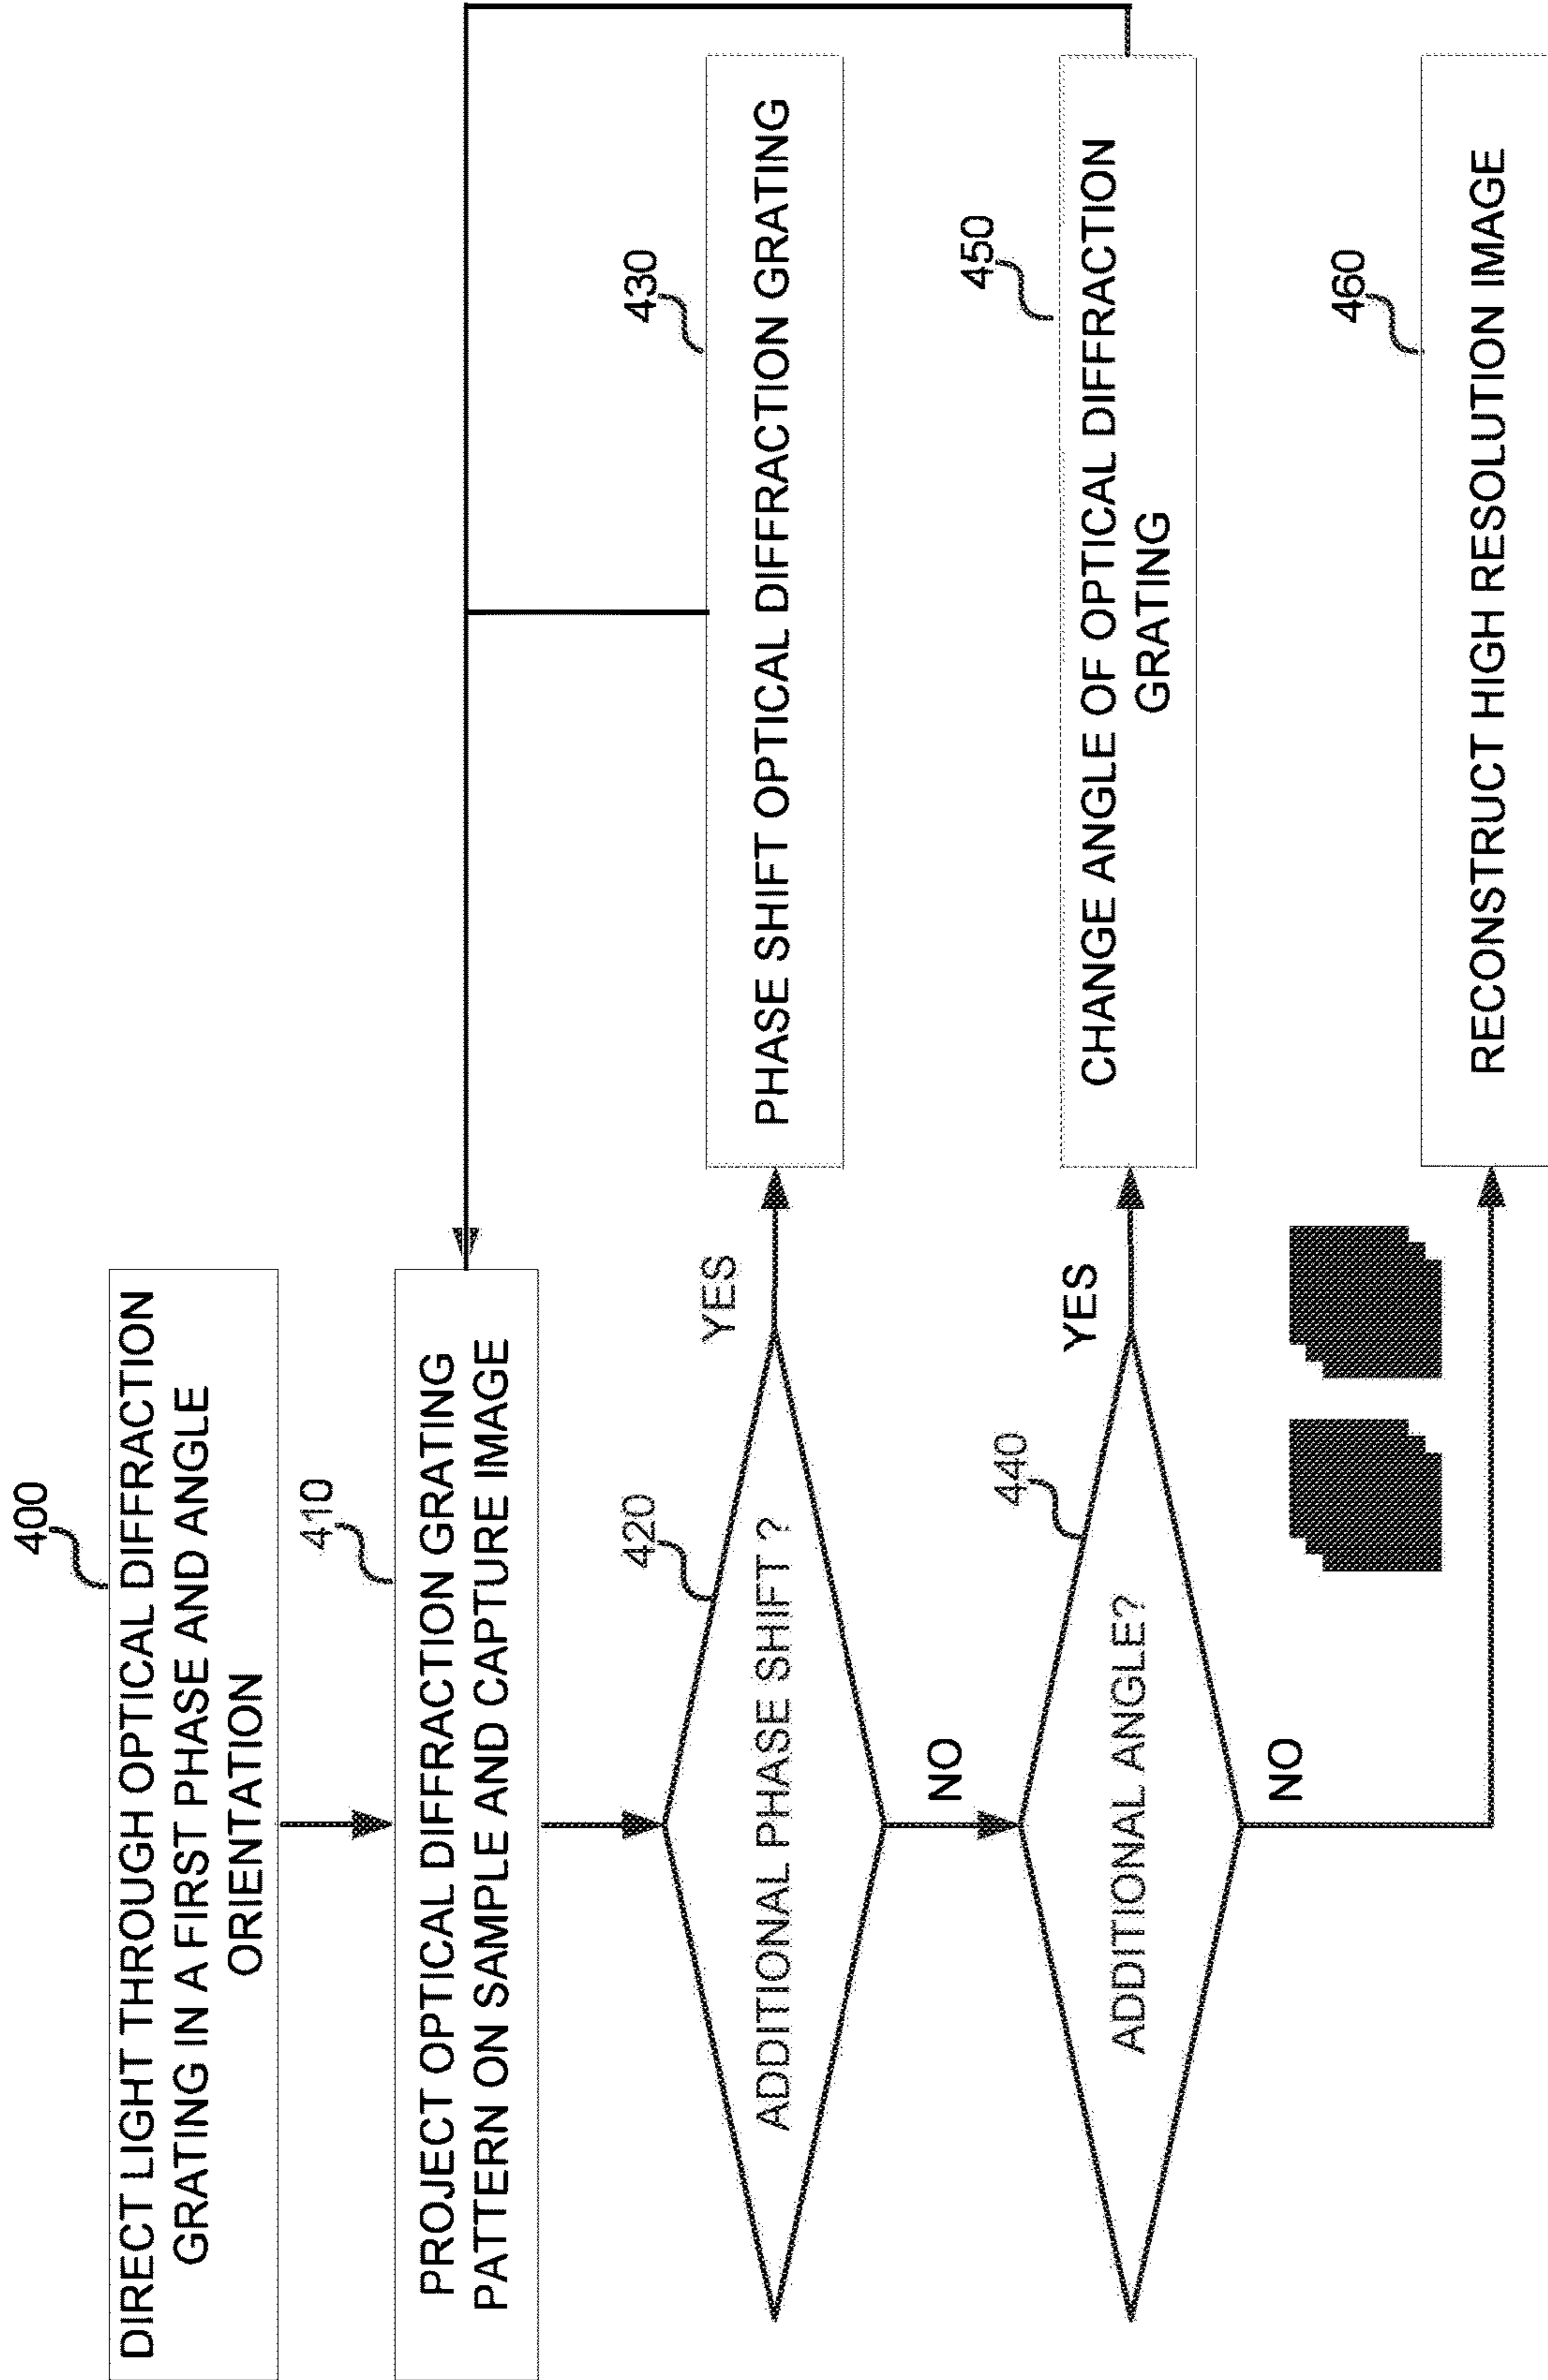 400
DIRECT LIGHT THROUGH OPTICAL DIFFRACTION
GRATING IN A FIRST PHASE AND ANGLE
ORIENTATION
410
PROJECT OPTICAL DIFFRACTION GRATING
PATTERN ON SAMPLE AND CAPTURE IMAGE
420
ADDITIONAL PHASE SHIFT ?
YES
430
PHASE SHIFT OPTICAL DIFFRACTION GRATING
NO
440
ADDITIONAL ANGLE?
YES
450
CHANGE ANGLE OF OPTICAL DIFFRACTION
GRATING
NO
460
RECONSTRUCT HIGH RESOLUTION IMAGE